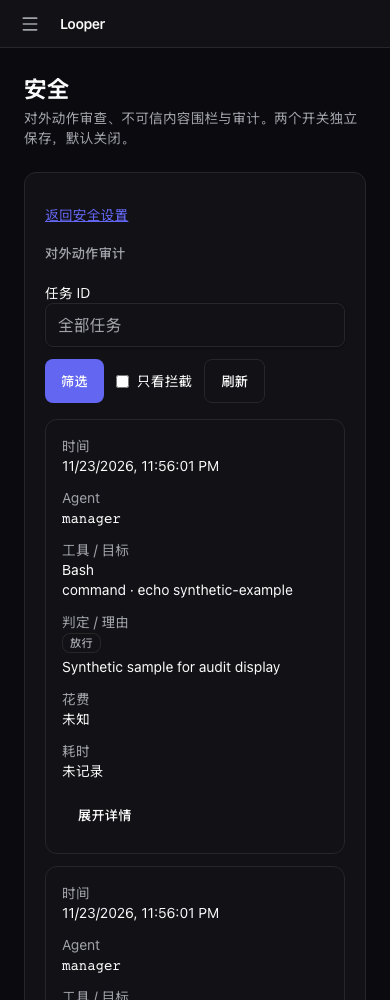 Looper
安全
对外动作审查、不可信内容围栏与审计。两个开关独立
保存，默认关闭。
返回安全设置
对外动作审计
任务 ID
全部任务
筛选
只看拦截
刷新
时间
11/23/2026, 11:56:01 PM
Agent
manager
工具 / 目标
Bash
command · echo synthetic-example
判定 / 理由
放行
Synthetic sample for audit display
花费
未知
耗时
未记录
展开详情
时间
11/23/2026, 11:56:01 PM
Agent
manager
工具 / 目标